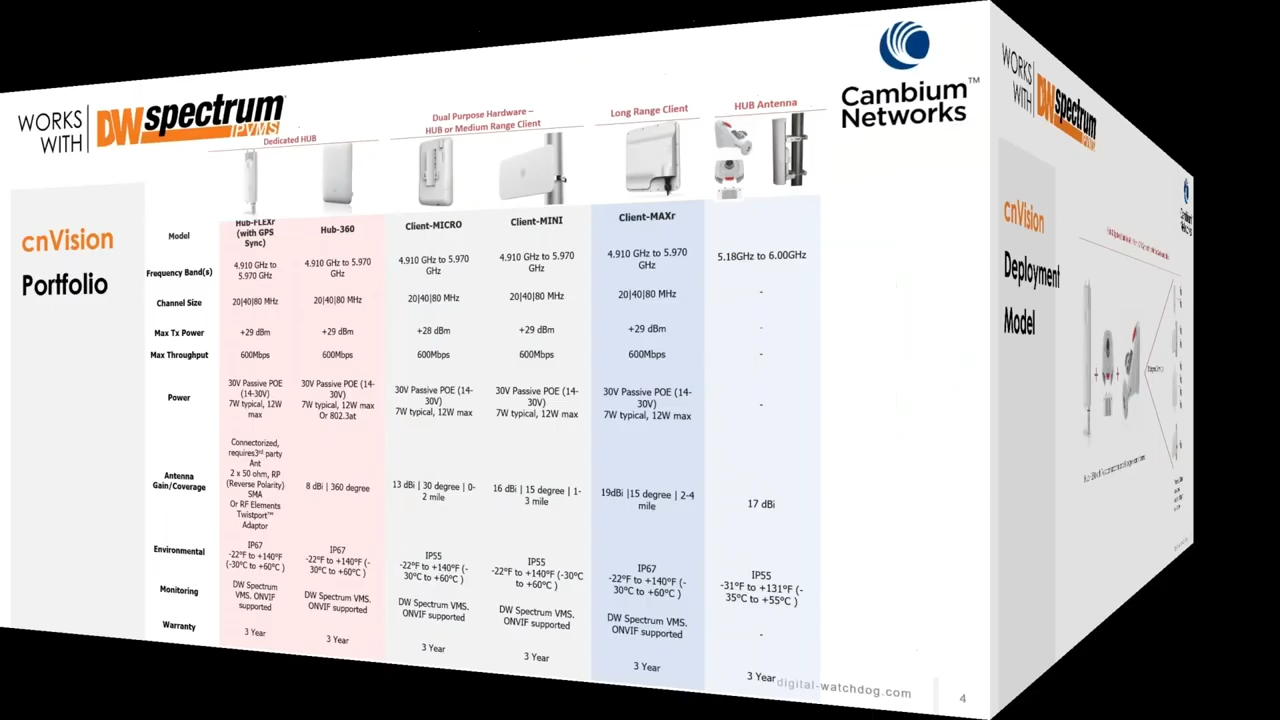 WORKS
WITH
DWspectrum®
IPVMS
Cambium
Networks™
cnVision
Portfolio
Dedicated HUB
Dual Purpose Hardware –
HUB or Medium Range Client
Long Range Client
HUB Antenna
Model
Hub-FLEXr
(with GPS
Sync)
Hub-360
Client-MICRO
Client-MINI
Client-MAXr
Frequency Band(s)
4.910 GHz to
5.970 GHz
4.910 GHz to 5.970
GHz
4.910 GHz to 5.970
GHz
4.910 GHz to 5.970
GHz
4.910 GHz to 5.970
GHz
5.18GHz to 6.00GHz
Channel Size
20|40|80 MHz
20|40|80 MHz
20|40|80 MHz
20|40|80 MHz
20|40|80 MHz
-
Max Tx Power
+29 dBm
+29 dBm
+28 dBm
+29 dBm
+29 dBm
-
Max Throughput
600Mbps
600Mbps
600Mbps
600Mbps
600Mbps
-
Power
30V Passive POE
(14-30V)
7W typical, 12W
max
30V Passive POE (14-
30V)
7W typical, 12W max
Or 802.3at
30V Passive POE (14-
30V)
7W typical, 12W max
30V Passive POE (14-
30V)
7W typical, 12W max
30V Passive POE (14-
30V)
7W typical, 12W max
-
Antenna
Gain/Coverage
Connectorized,
requires3rd party
Ant
2 x 50 ohm, RP
(Reverse Polarity)
SMA
Or RF Elements
Twistport™
Adaptor
8 dBi | 360 degree
13 dBi | 30 degree | 0-
2 mile
16 dBi | 15 degree | 1-
3 mile
19dBi |15 degree | 2-4
mile
17 dBi
Environmental
IP67
-22°F to +140°F
(-30°C to +60°C )
IP67
-22°F to +140°F (-
30°C to +60°C )
IP55
-22°F to +140°F (-
30°C to +60°C )
IP55
-22°F to +140°F (-30°C
to +60°C )
IP67
-22°F to +140°F (-
30°C to +60°C )
IP55
-31°F to +131°F (-
35°C to +55°C )
Monitoring
DW Spectrum
VMS. ONVIF
supported
DW Spectrum VMS.
ONVIF supported
DW Spectrum VMS.
ONVIF supported
DW Spectrum VMS.
ONVIF supported
DW Spectrum VMS.
ONVIF supported
-
Warranty
3 Year
3 Year
3 Year
3 Year
3 Year
3 Year
digital-watchdog.com
4
WORKS
WITH
DWspectrum
Cambium
Networks
cnVision
Deployment
Model